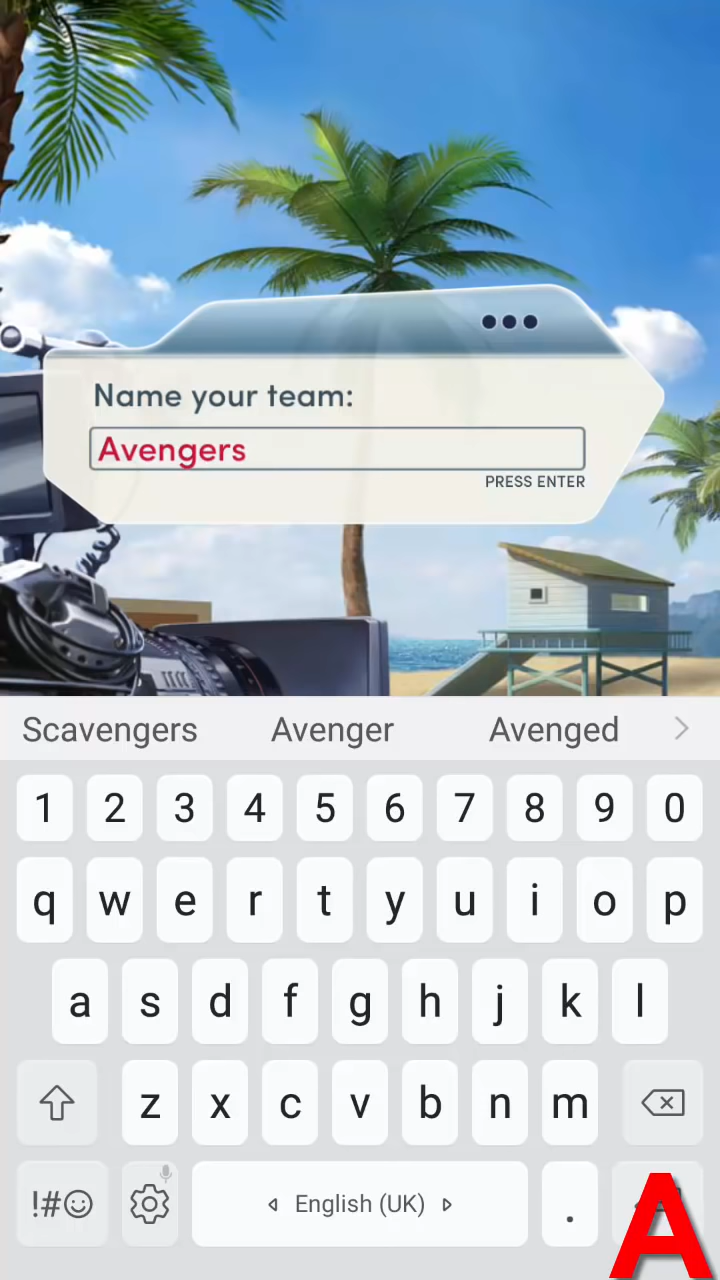 Name your team:
Avengers
PRESS ENTER
Scavengers Avenger Avenged
1 2 3 4 5 6 7 8 9 0
q w e r t y u i o p
a s d f g h j k l
z x c v b n m
!#☺ English (UK) .
A